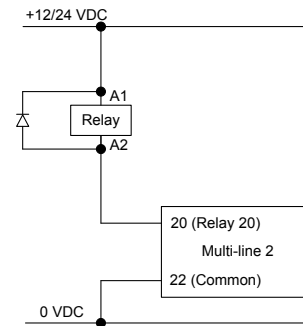 +12/24 VDC
A1
Relay
A2
20 (Relay 20)
Multi-line 2
22 (Common)
0 VDC